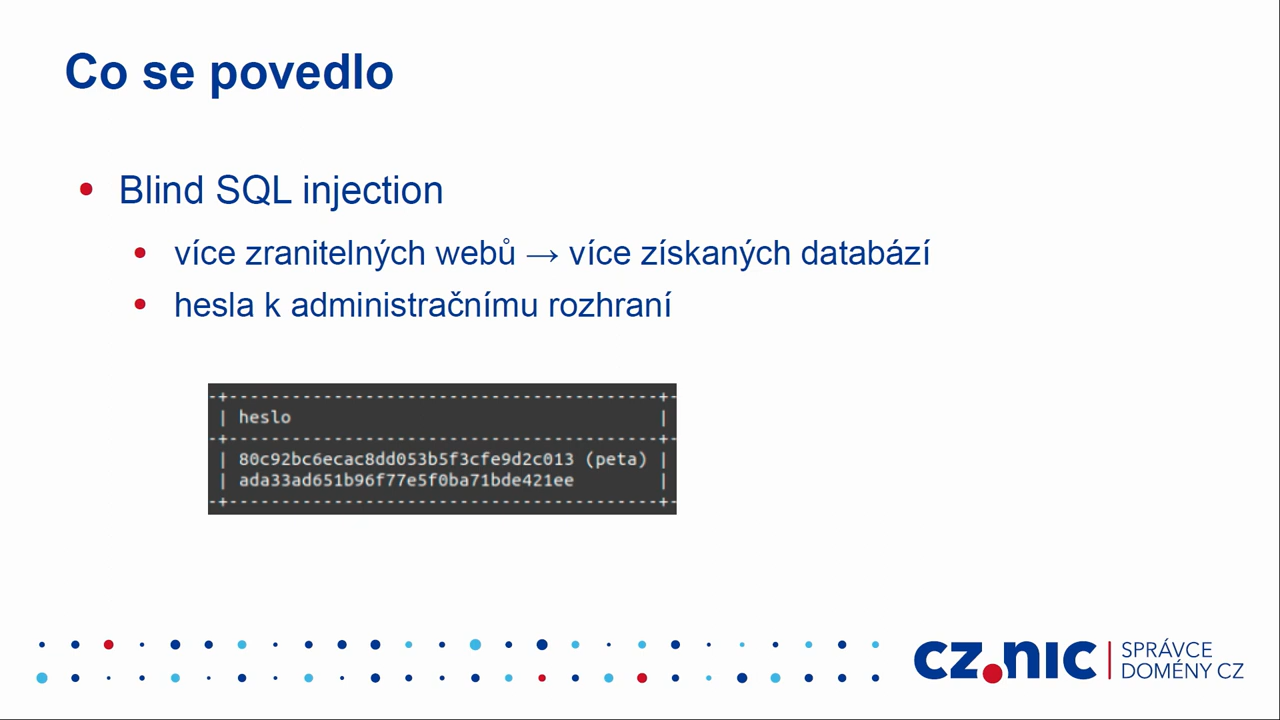 Co se povedlo
Blind SQL injection
více zranitelných webů → více získaných databází
hesla k administračnímu rozhraní
-+-----------------------------------------+-
| heslo |
-+-----------------------------------------+-
| 80c92bc6ecac8dd053b5f3cfe9d2c013 (peta) |
| ada33ad651b96f77e5f0ba71bde421ee |
-+-----------------------------------------+-
CZ.NIC | SPRÁVCE
DOMÉNY CZ